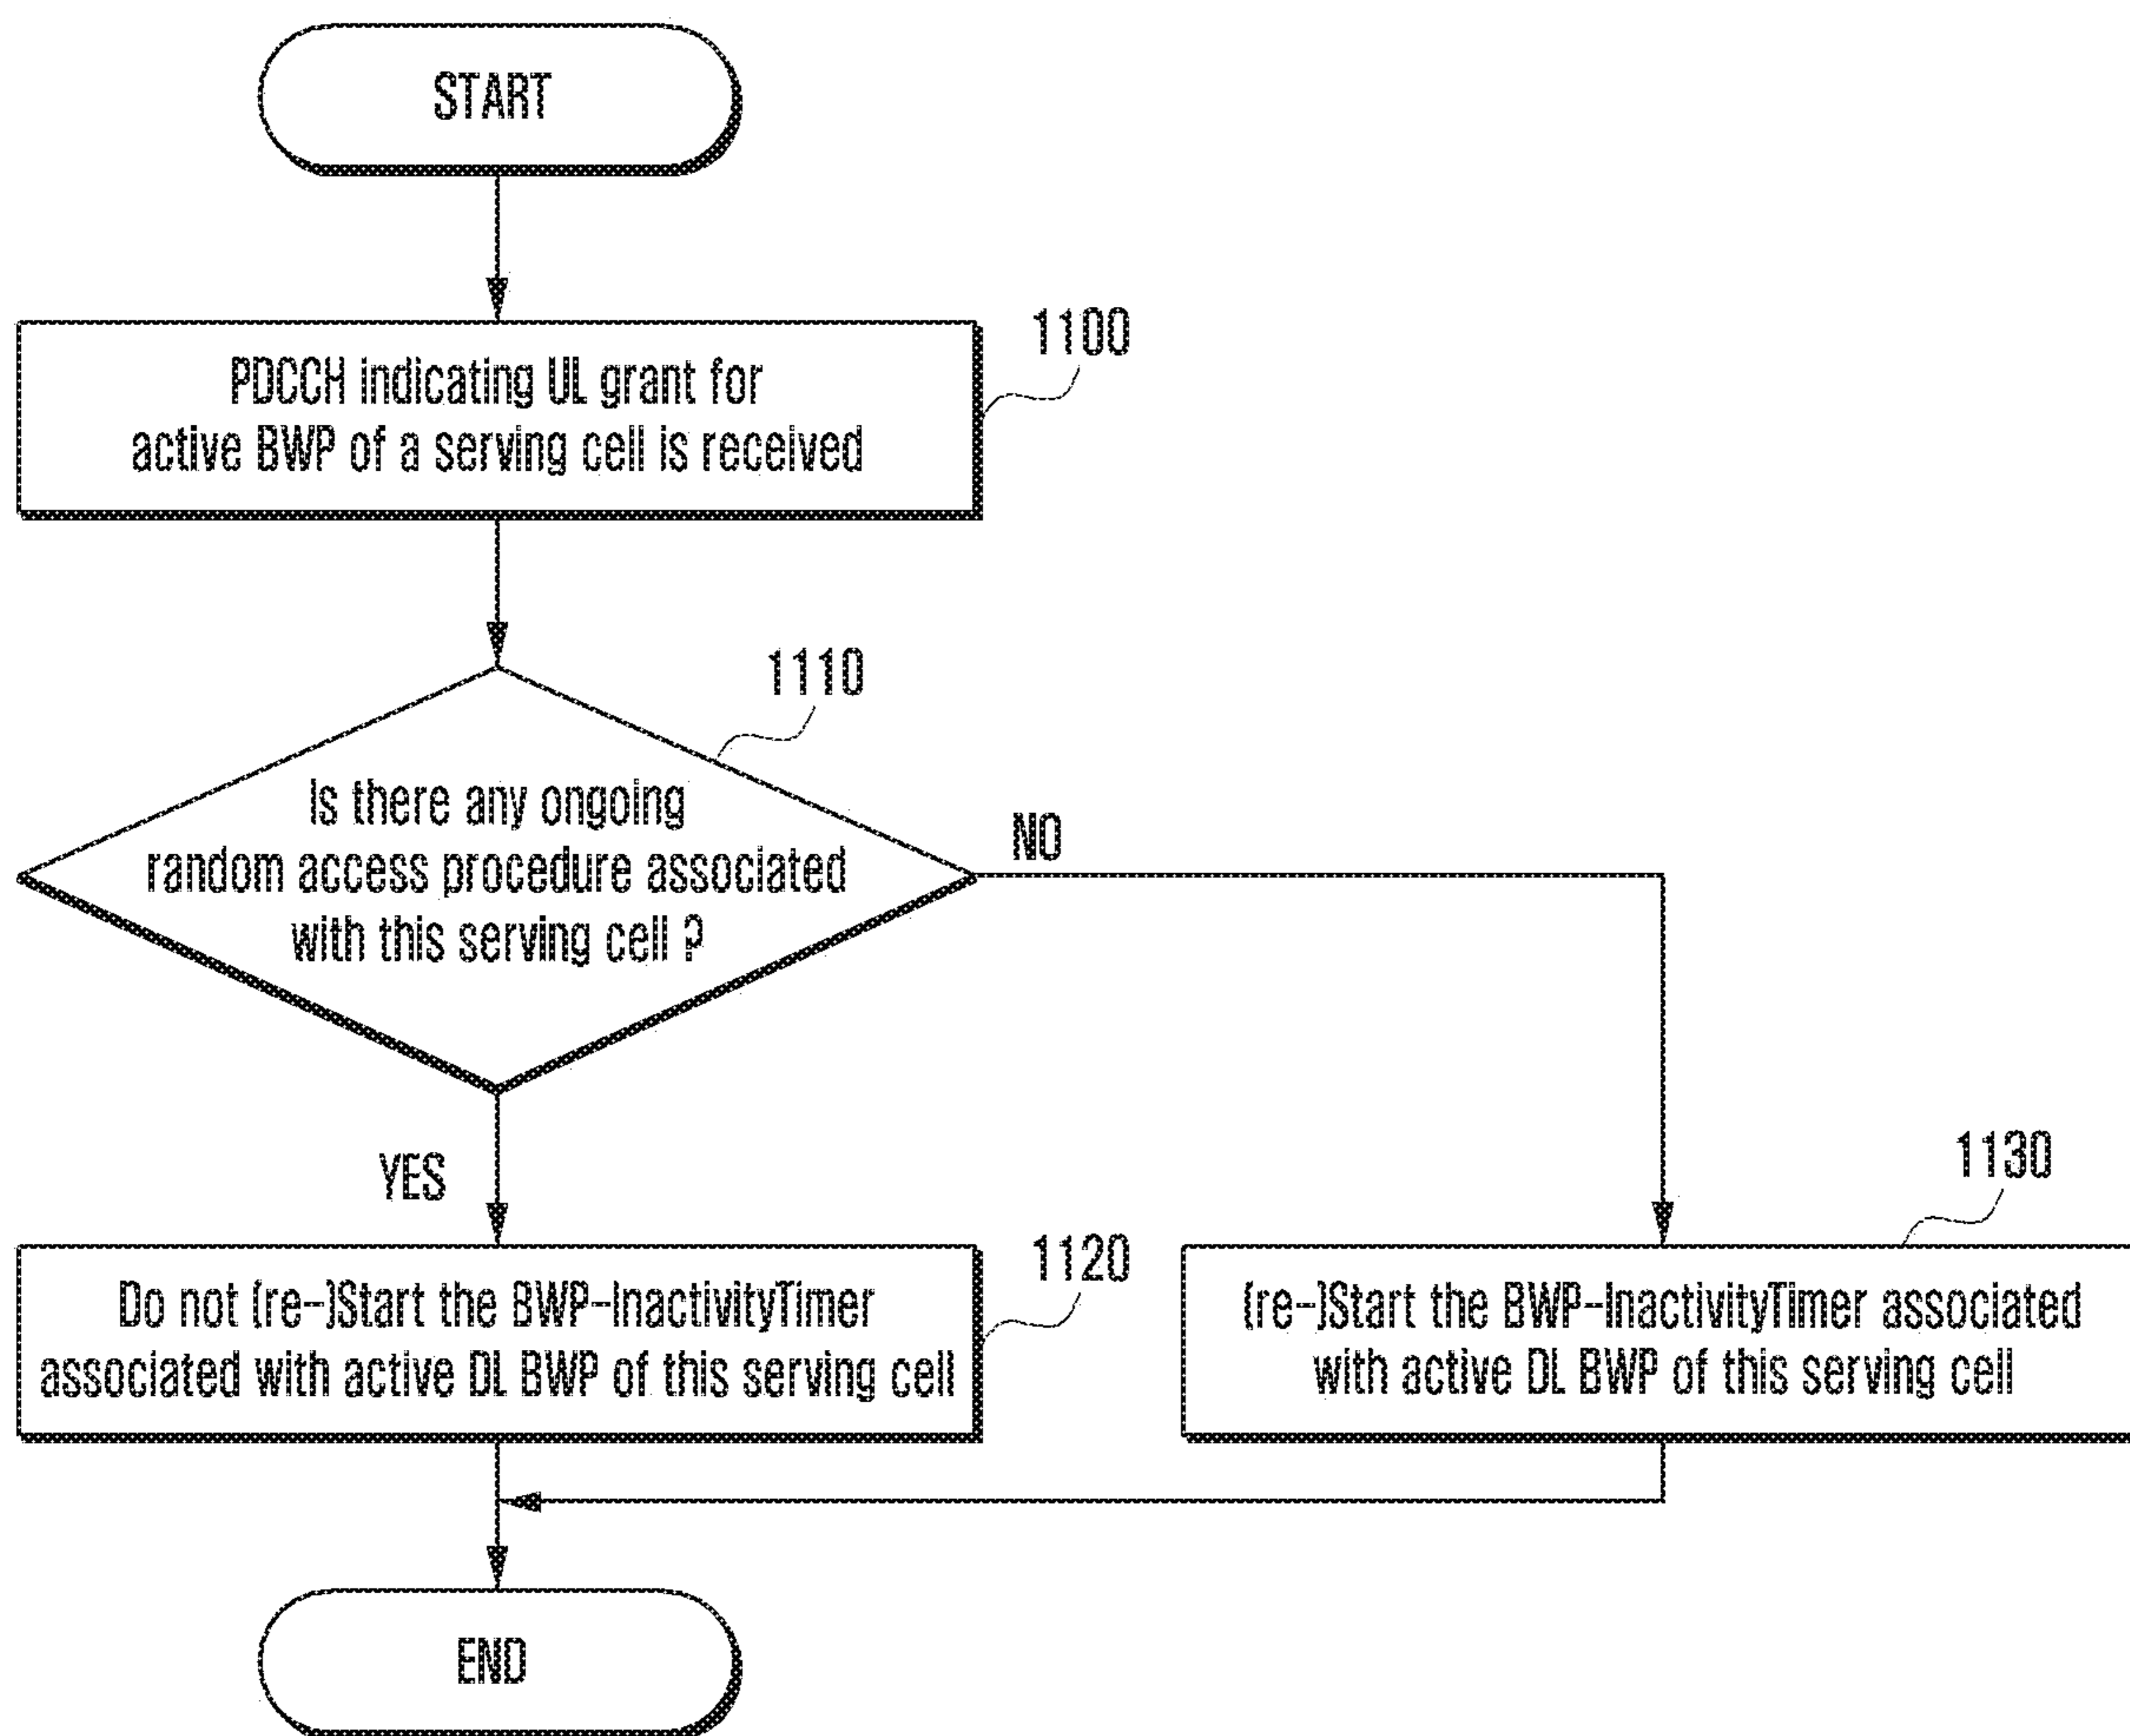 START
1100
PDCCH indicating UL grant for
active BWP of a serving cell is received
1110
Is there any ongoing
random access procedure associated
with this serving cell ?
NO
YES
1120
Do not (re-)Start the BWP-InactivityTimer
associated with active DL BWP of this serving cell
1130
(re-)Start the BWP-InactivityTimer associated
with active DL BWP of this serving cell
END